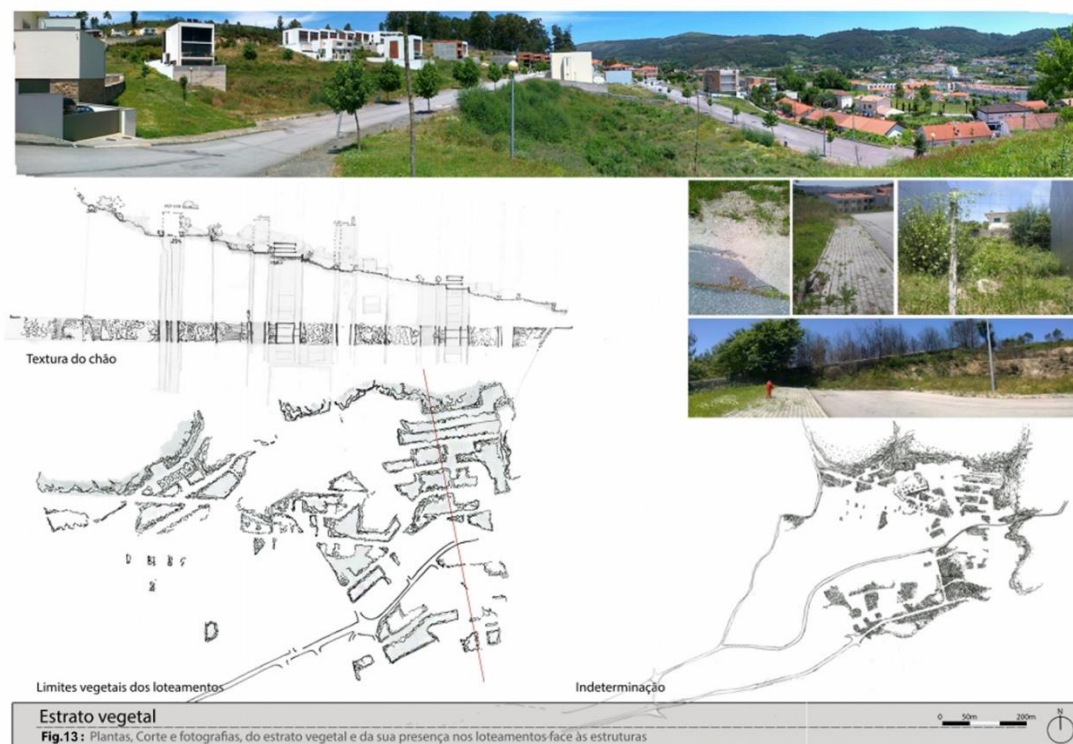 Textura do chão
Limites vegetais dos loteamentos
Indeterminação
Estrato vegetal
0 50m 200m
N
Fig.13 : Plantas, Corte e fotografias, do estrato vegetal e da sua presença nos loteamentos face às estruturas